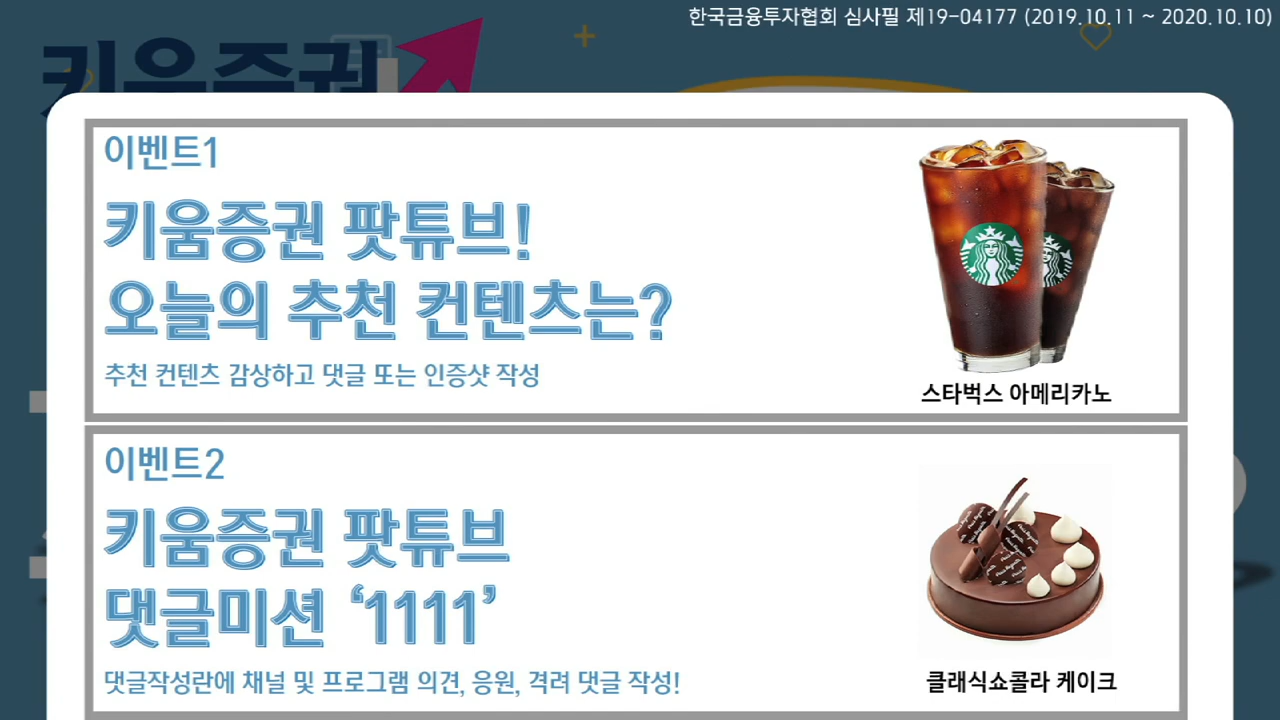 한국금융투자협회 심사필 제19-04177 (2019.10.11 ~ 2020.10.10)
키움증권
이벤트1
키움증권 팟튜브!
오늘의 추천 컨텐츠는?
추천 컨텐츠 감상하고 댓글 또는 인증샷 작성
스타벅스 아메리카노
이벤트2
키움증권 팟튜브
댓글미션 ‘1111’
댓글작성란에 채널 및 프로그램 의견, 응원, 격려 댓글 작성!
클래식쇼콜라 케이크